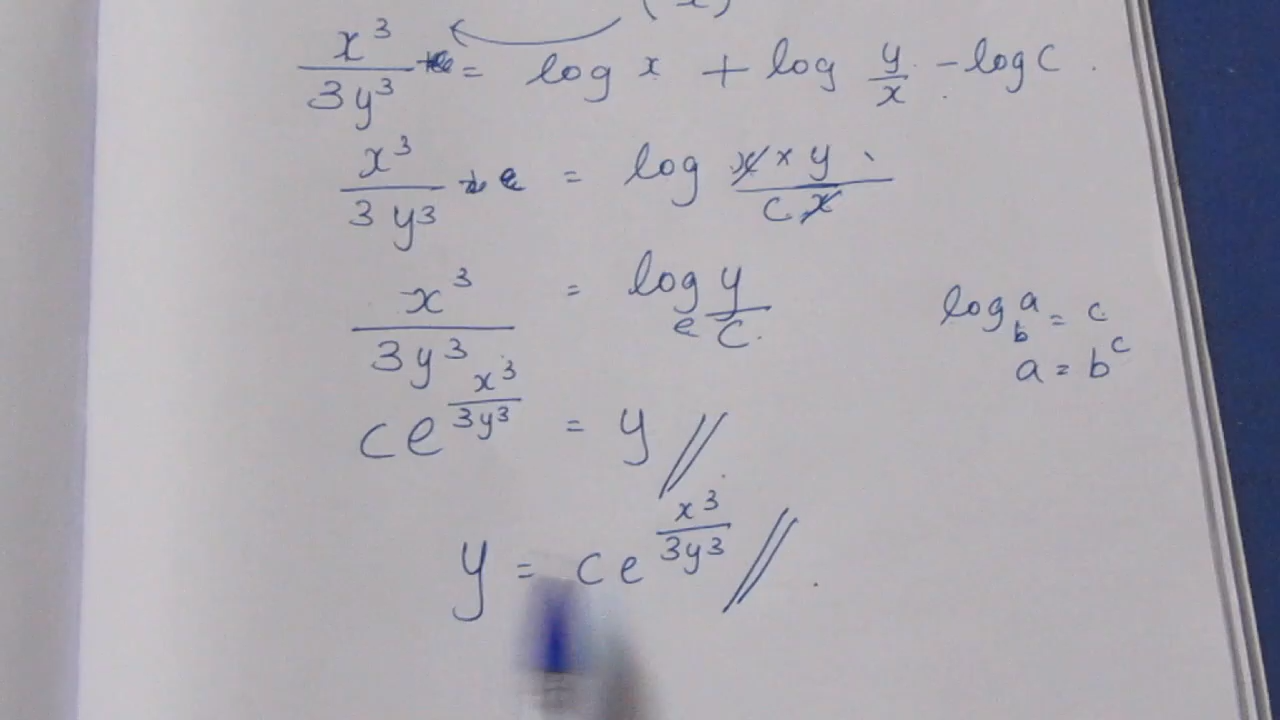 (x)
x³/3y³ = log x + log y/x - log C.
x³/3y³ = log x × y / c x
x³/3y³ = logₑ y/C.
log_b a = c
a = b^c
c e^(x³/3y³) = y //
y = c e^(x³/3y³) //.